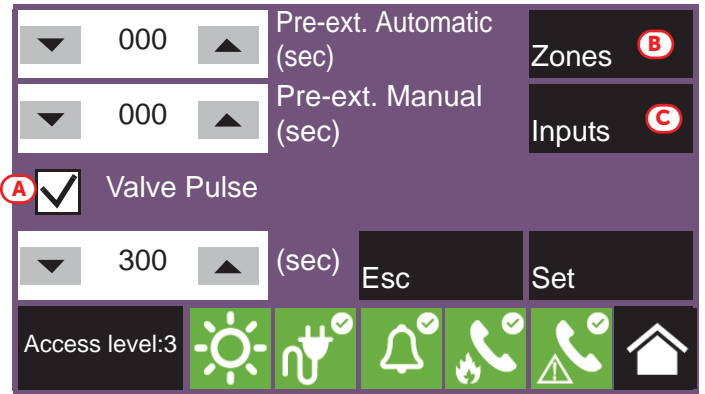 000
Pre-ext. Automatic
(sec)
Zones
B
000
Pre-ext. Manual
(sec)
Inputs
C
A
Valve Pulse
300
(sec)
Esc
Set
Access level:3